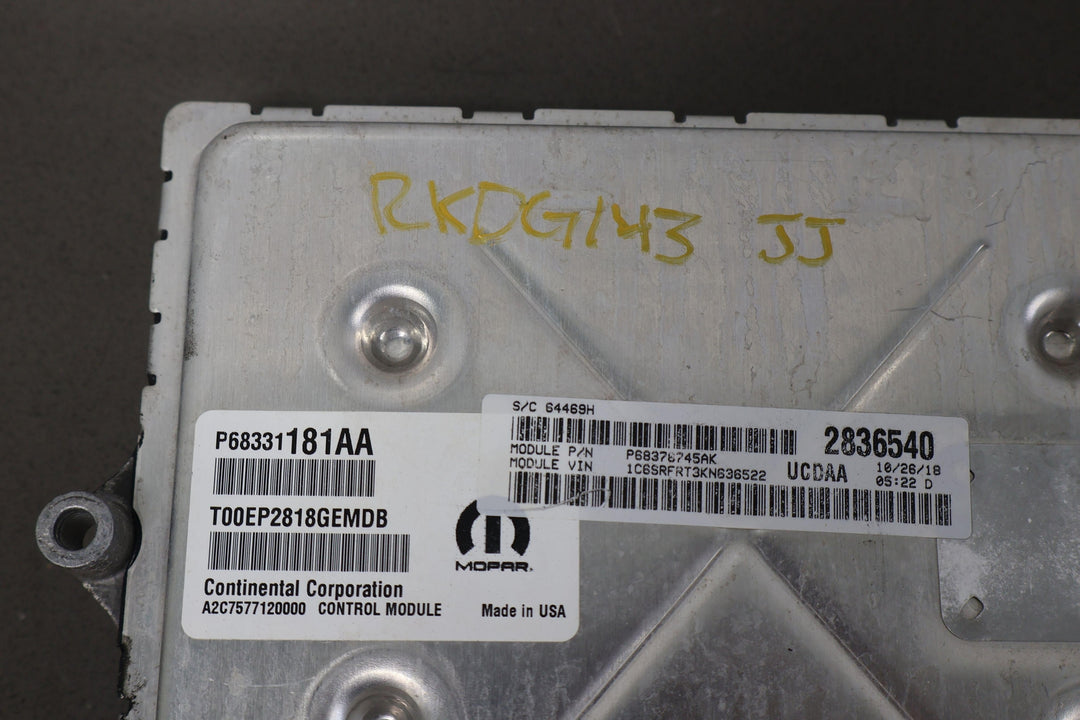 RKDG143 JJ
S/C 64469H
2836540
MODULE P/N P68378745AK
MODULE VIN 1C6SRFRT3KN636522
UCDAA
10/26/18
05:22 D
P68331181AA
T00EP2818GEMDB
MOPAR
Continental Corporation
A2C7577120000 CONTROL MODULE
Made in USA